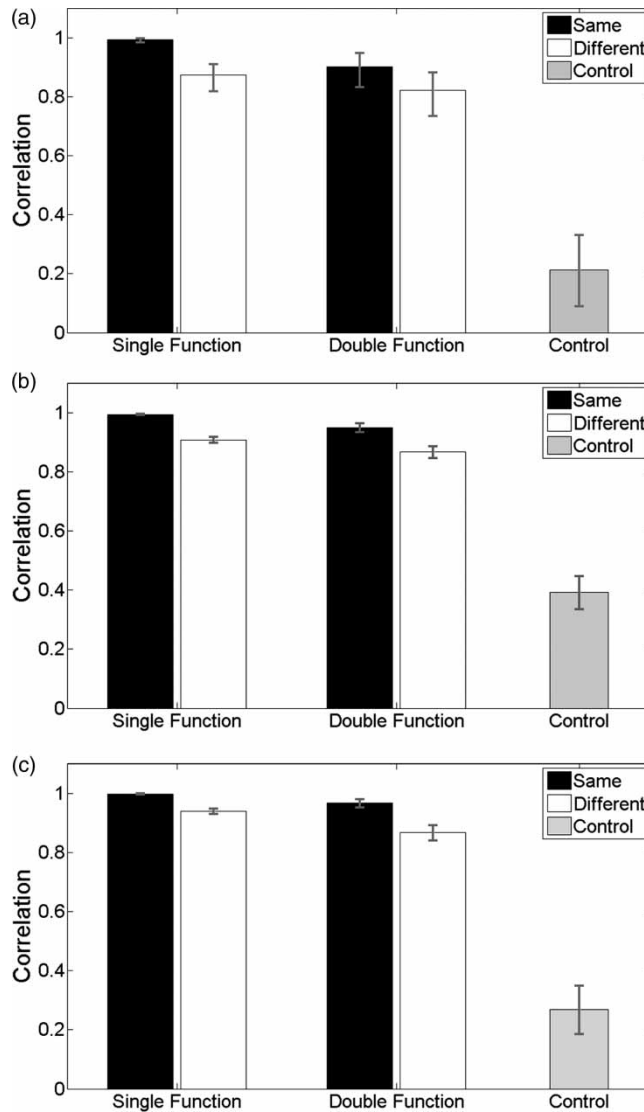 (a)
Same
Different
Control
1
0.8
0.6
0.4
0.2
0
Correlation
Single Function Double Function Control
(b)
Same
Different
Control
1
0.8
0.6
0.4
0.2
0
Correlation
Single Function Double Function Control
(c)
Same
Different
Control
1
0.8
0.6
0.4
0.2
0
Correlation
Single Function Double Function Control